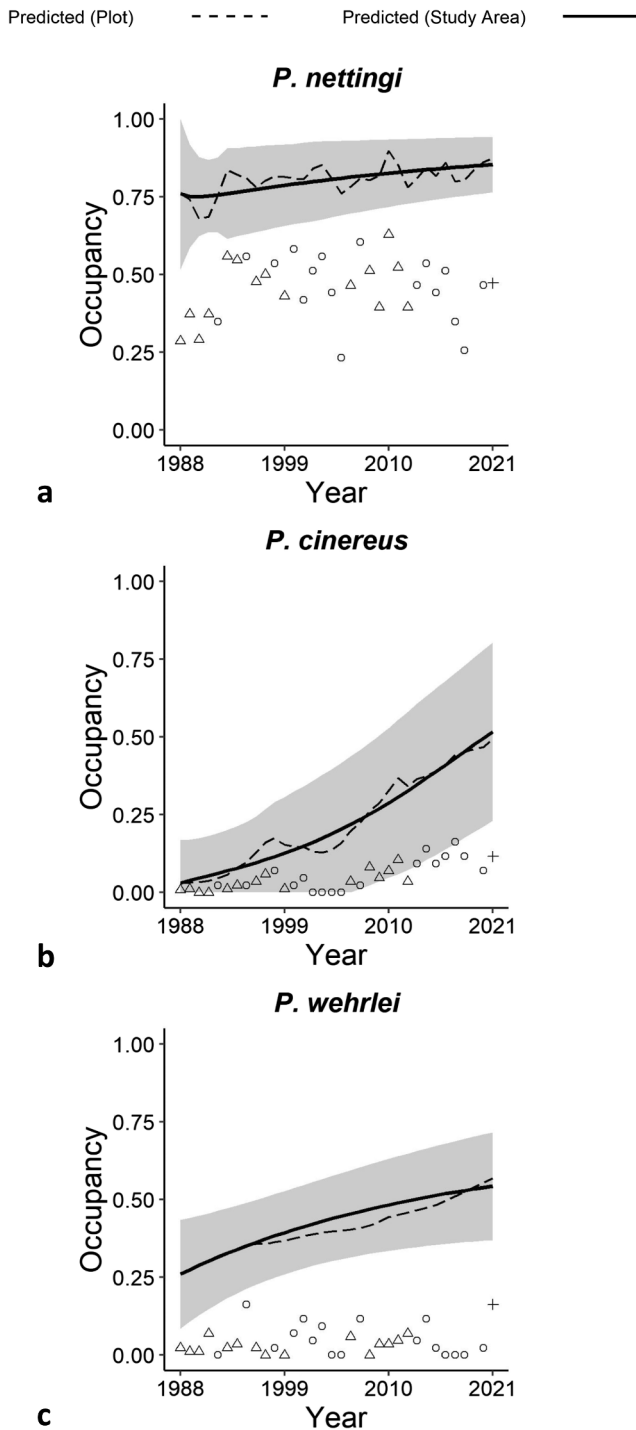 Predicted (Plot) Predicted (Study Area)
P. nettingi
1.00
0.75
0.50
0.25
0.00
Occupancy
1988 1999 2010 2021
Year
a
P. cinereus
1.00
0.75
0.50
0.25
0.00
Occupancy
1988 1999 2010 2021
Year
b
P. wehrlei
1.00
0.75
0.50
0.25
0.00
Occupancy
1988 1999 2010 2021
Year
c